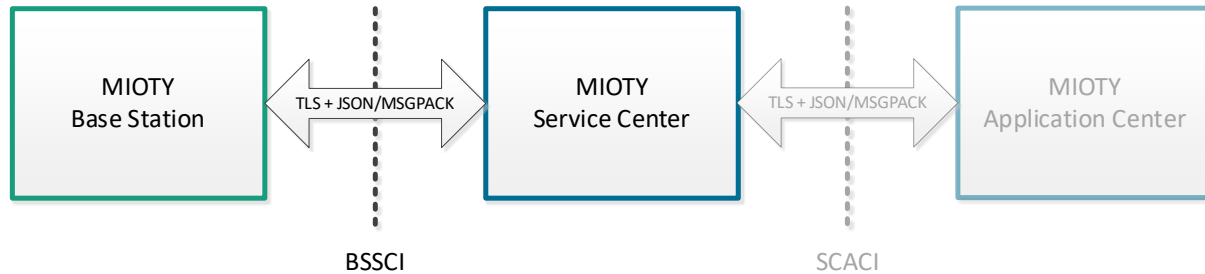 MIOTY
Base Station
TLS + JSON/MSGPACK
MIOTY
Service Center
TLS + JSON/MSGPACK
MIOTY
Application Center
BSSCI
SCACI